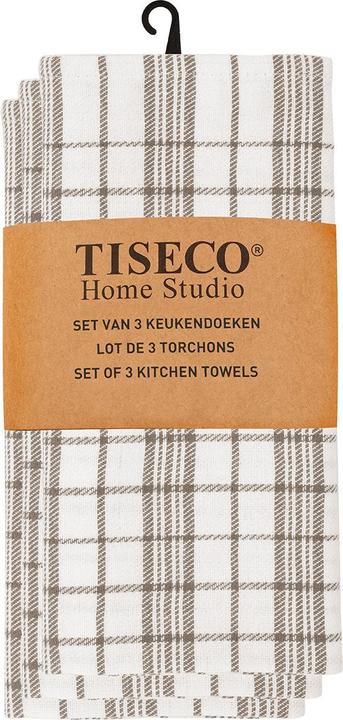 TISECO®
Home Studio
SET VAN 3 KEUKENDOEKEN
LOT DE 3 TORCHONS
SET OF 3 KITCHEN TOWELS